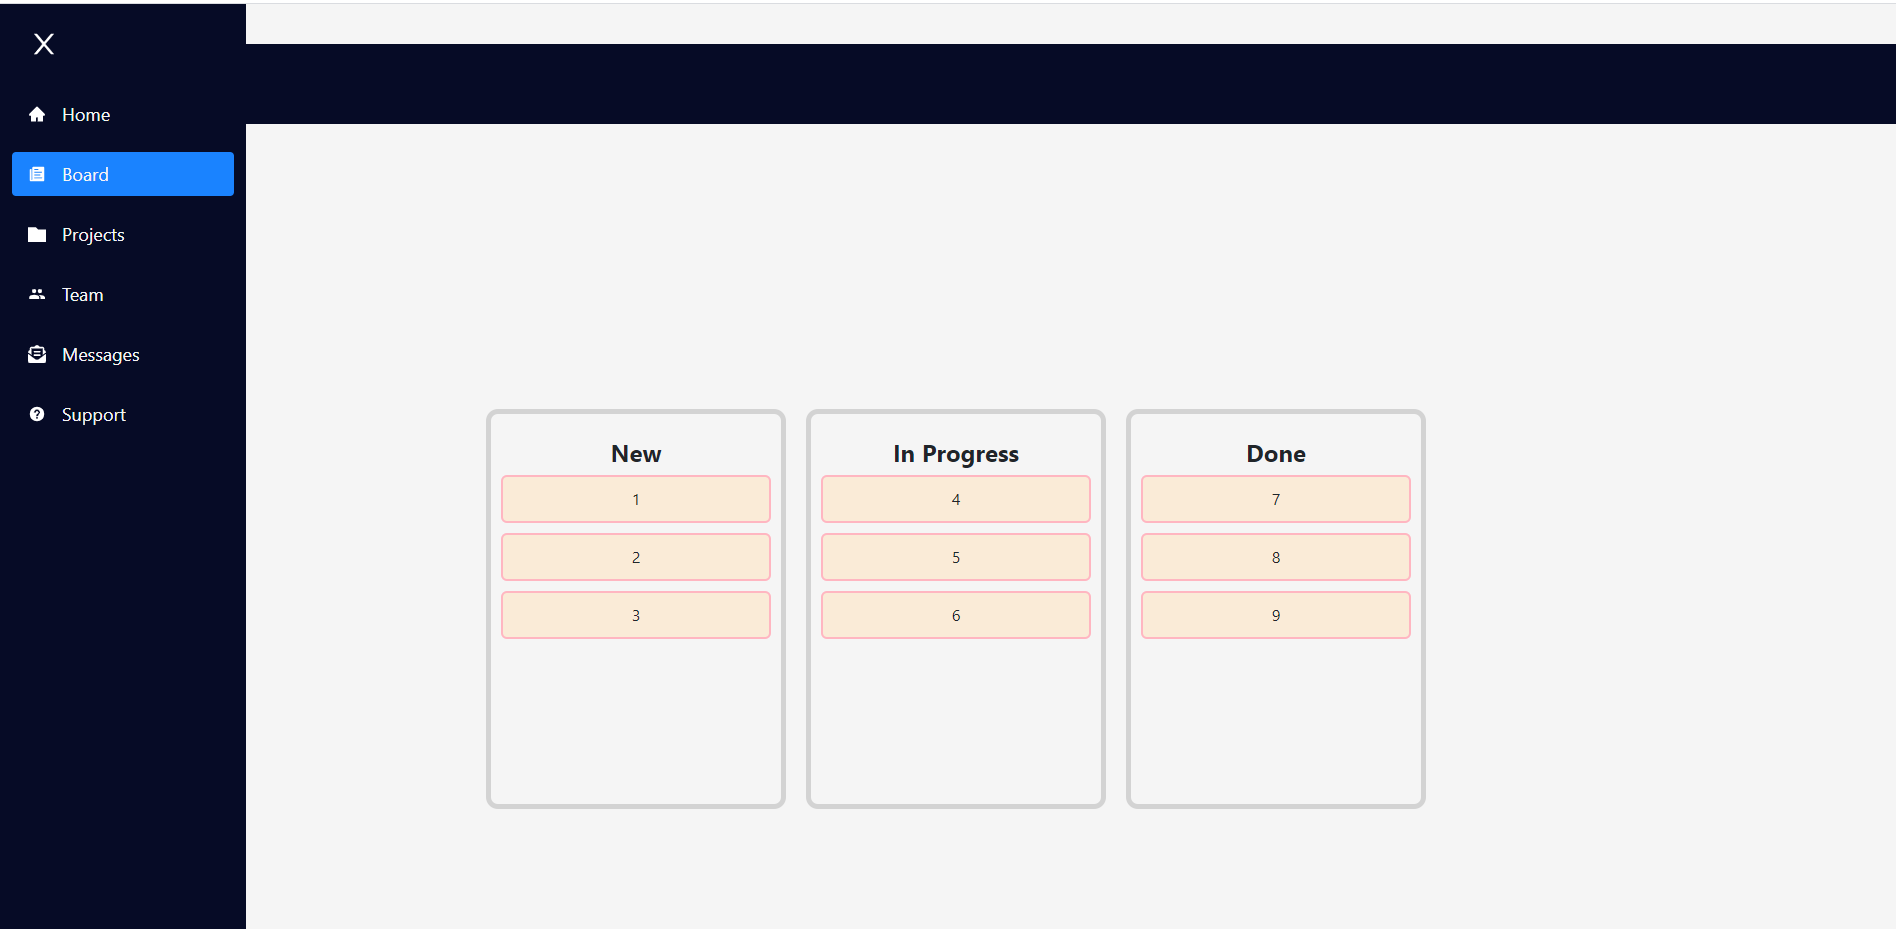 Home
Board
Projects
Team
Messages
Support
New
1
2
3
In Progress
4
5
6
Done
7
8
9